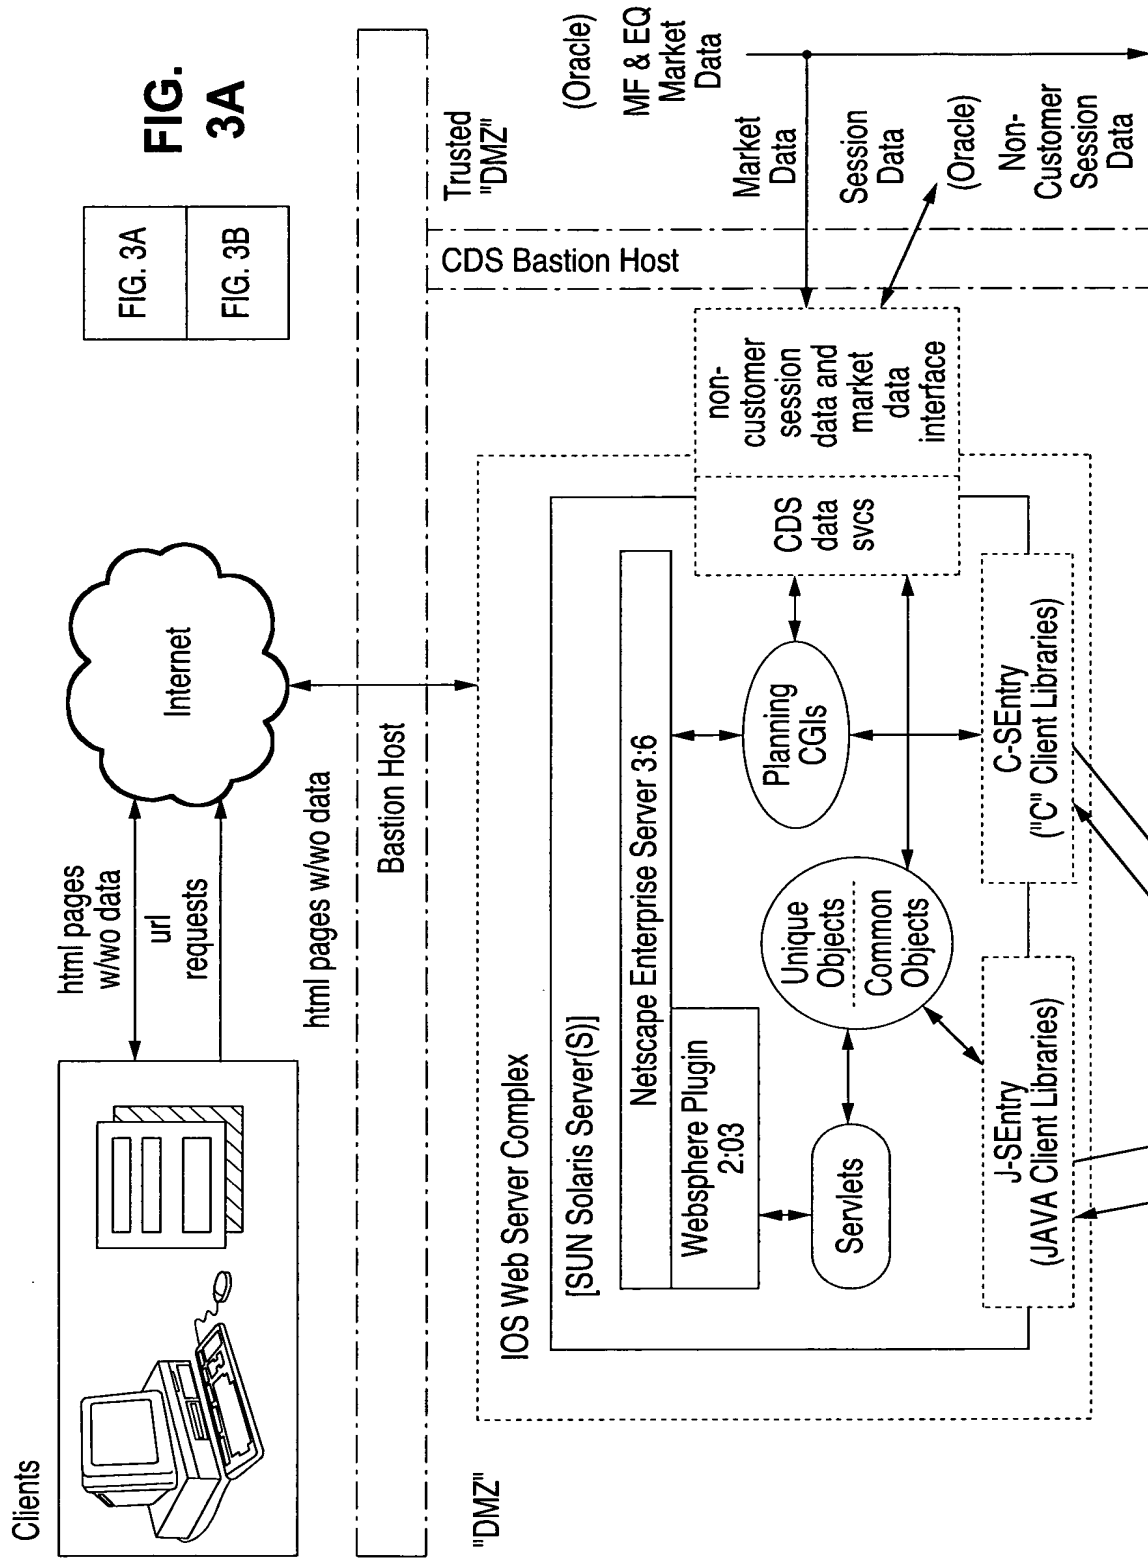 Clients
html pages
w/wo data
url
requests
Internet
FIG. 3A
FIG. 3B
FIG.
3A
html pages w/wo data
Bastion Host
"DMZ"
Trusted
"DMZ"
IOS Web Server Complex
[SUN Solaris Server(S)]
Netscape Enterprise Server 3:6
Websphere Plugin
2:03
Servlets
Unique
Objects
Common
Objects
Planning
CGIs
CDS
data
svcs
non-
customer
session
data and
market
data
interface
CDS Bastion Host
J-SEntry
(JAVA Client Libraries)
C-SEntry
("C" Client Libraries)
(Oracle)
MF & EQ
Market
Data
Market
Data
Session
Data
(Oracle)
Non-
Customer
Session
Data